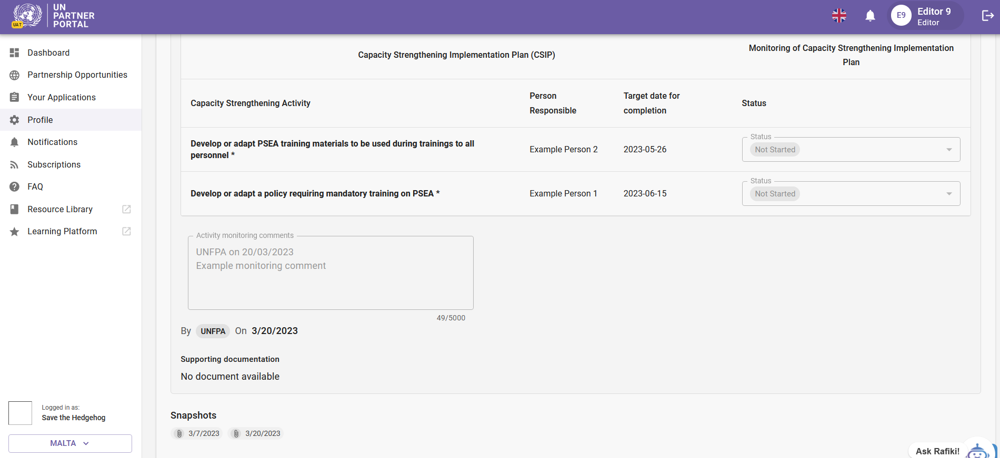 UN
PARTNER
PORTAL
UAT
E9
Editor 9
Editor
Dashboard
Partnership Opportunities
Your Applications
Profile
Notifications
Subscriptions
FAQ
Resource Library
Learning Platform
Logged in as:
Save the Hedgehog
MALTA
Capacity Strengthening Implementation Plan (CSIP)
Monitoring of Capacity Strengthening Implementation
Plan
Capacity Strengthening Activity
Person
Responsible
Target date for
completion
Status
Develop or adapt PSEA training materials to be used during trainings to all
personnel *
Example Person 2
2023-05-26
Status
Not Started
Develop or adapt a policy requiring mandatory training on PSEA *
Example Person 1
2023-06-15
Status
Not Started
Activity monitoring comments
UNFPA on 20/03/2023
Example monitoring comment
49/5000
By UNFPA On 3/20/2023
Supporting documentation
No document available
Snapshots
3/7/2023 3/20/2023
Ask Rafiki!